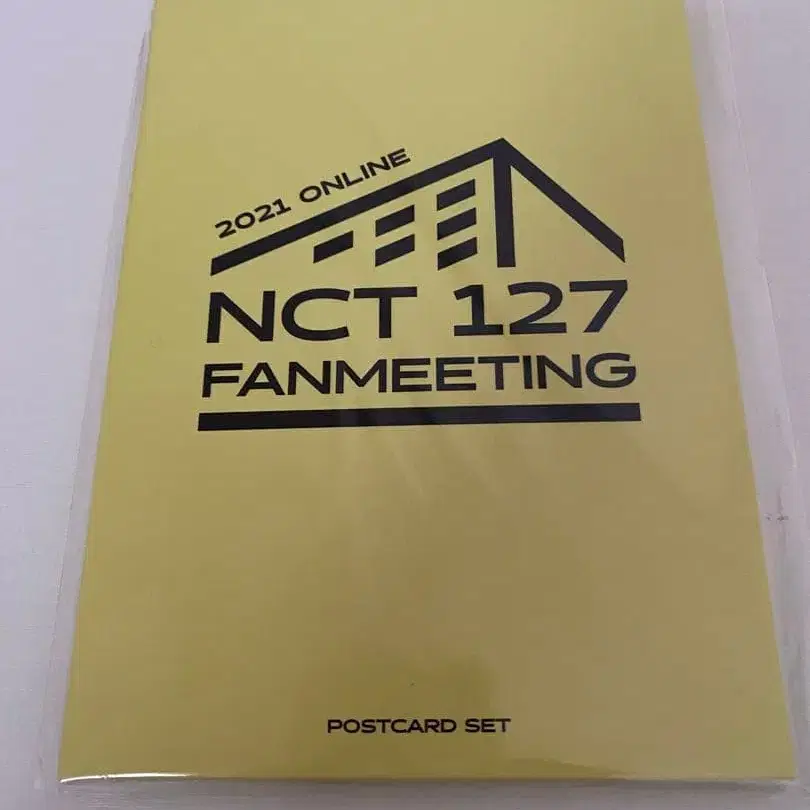 2021 ONLINE
NCT 127
FANMEETING
POSTCARD SET